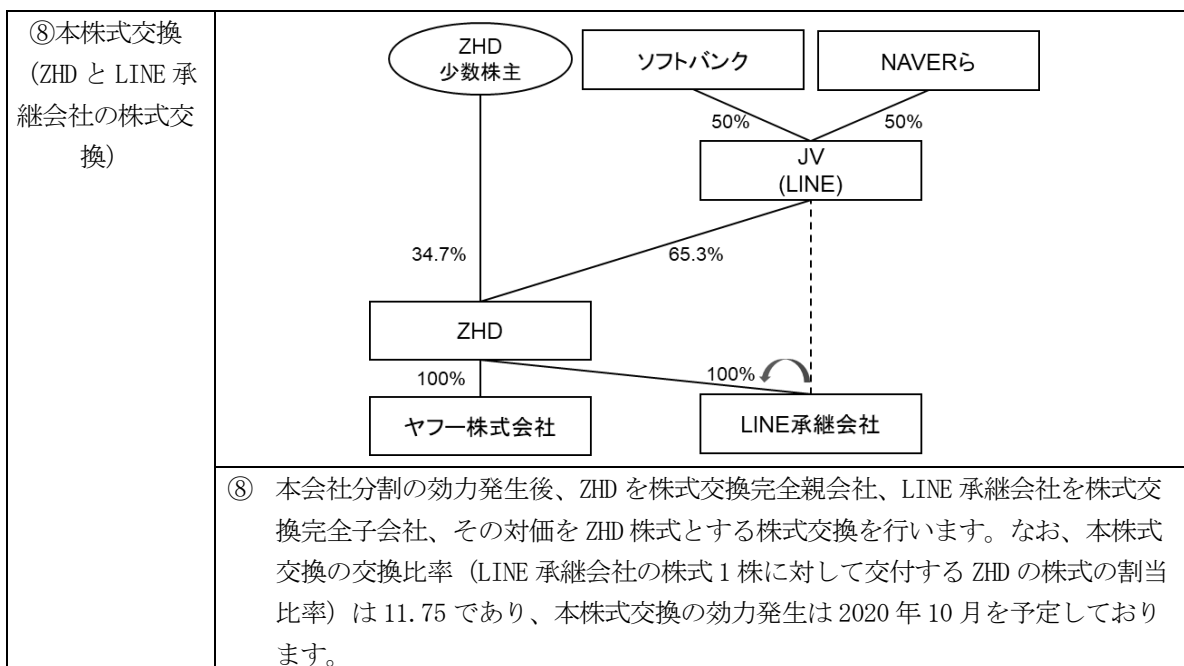 ⑧本株式交換
（ZHD と LINE 承
継会社の株式交
換）
ZHD
少数株主
ソフトバンク
NAVERら
50%
50%
JV
(LINE)
34.7%
65.3%
ZHD
100%
100%
ヤフー株式会社
LINE承継会社
⑧ 本会社分割の効力発生後、ZHD を株式交換完全親会社、LINE 承継会社を株式交
換完全子会社、その対価を ZHD 株式とする株式交換を行います。なお、本株式
交換の交換比率（LINE 承継会社の株式 1 株に対して交付する ZHD の株式の割当
比率）は 11.75 であり、本株式交換の効力発生は 2020 年 10 月を予定しており
ます。